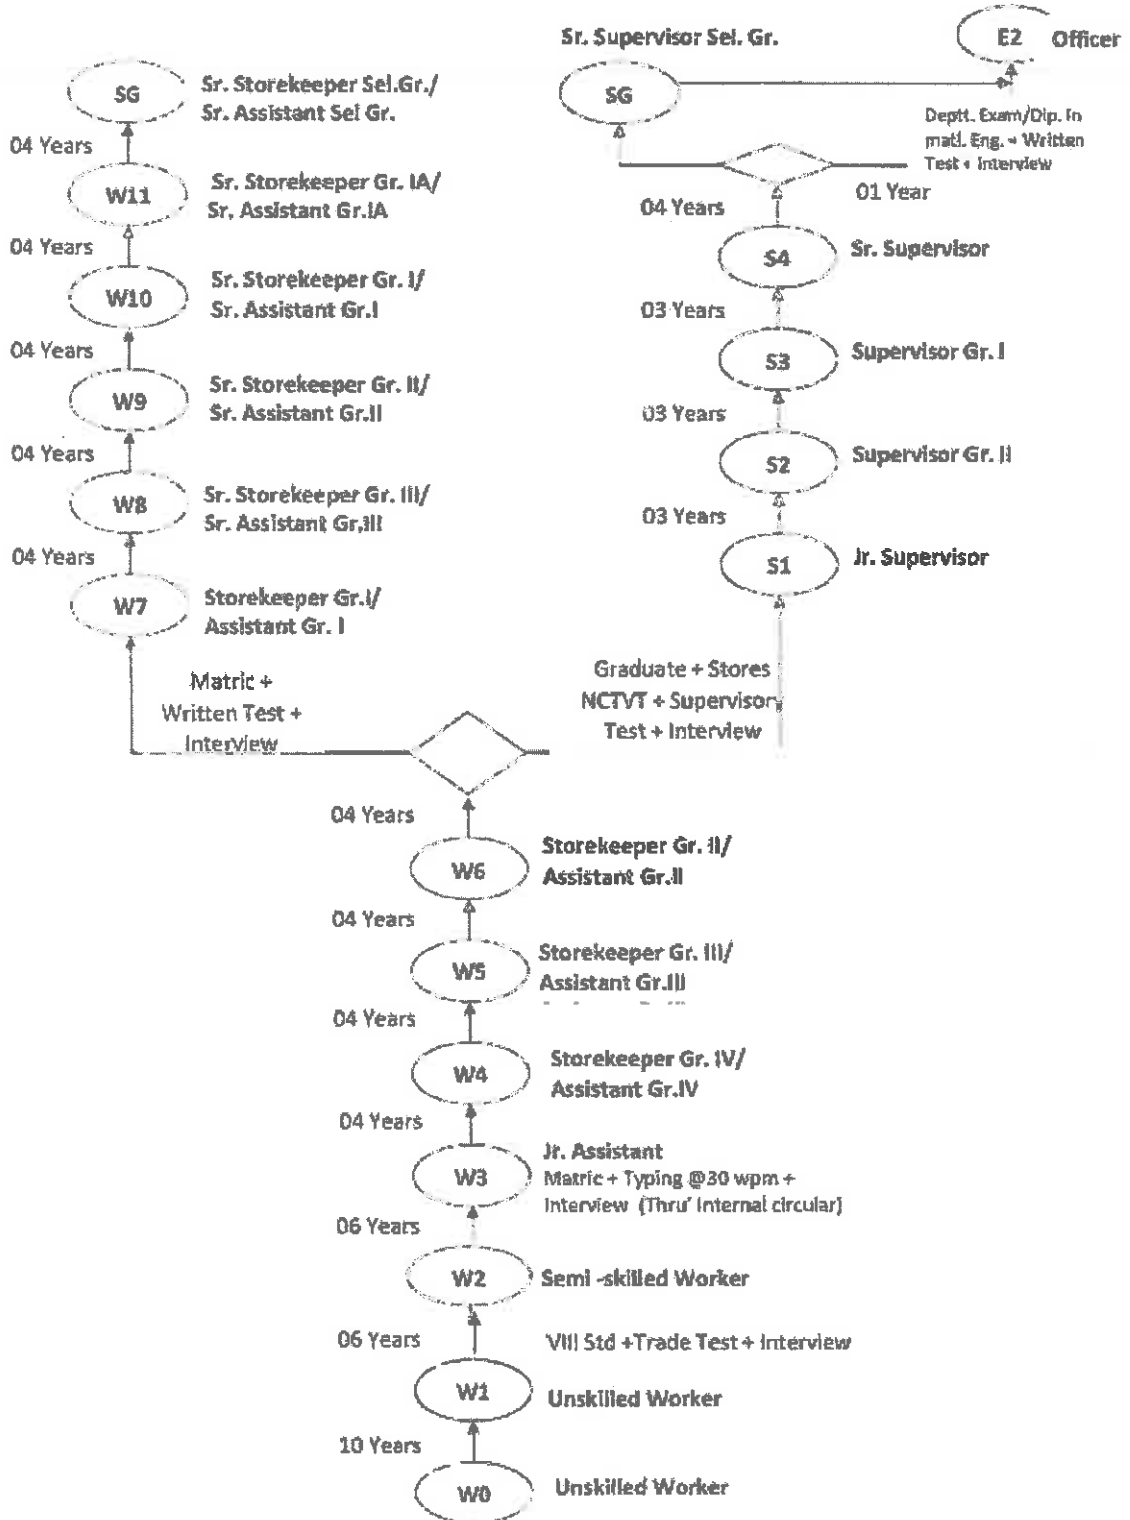 Sr. Supervisor Sel. Gr.
E2 Officer
SG
Sr. Storekeeper Sel.Gr./
Sr. Assistant Sel Gr.
SG
Deptt. Exam/Dip. In
matl. Eng. + Written
Test + Interview
04 Years
W11
Sr. Storekeeper Gr. IA/
Sr. Assistant Gr.IA
04 Years
01 Year
S4
Sr. Supervisor
04 Years
W10
Sr. Storekeeper Gr. I/
Sr. Assistant Gr.I
03 Years
S3
Supervisor Gr. I
04 Years
W9
Sr. Storekeeper Gr. II/
Sr. Assistant Gr.II
03 Years
S2
Supervisor Gr. II
04 Years
W8
Sr. Storekeeper Gr. III/
Sr. Assistant Gr.III
03 Years
S1
Jr. Supervisor
04 Years
W7
Storekeeper Gr.I/
Assistant Gr. I
Matric +
Written Test +
Interview
Graduate + Stores
NCTVT + Supervisor
Test + Interview
04 Years
W6
Storekeeper Gr. II/
Assistant Gr.II
04 Years
W5
Storekeeper Gr. III/
Assistant Gr.III
04 Years
W4
Storekeeper Gr. IV/
Assistant Gr.IV
04 Years
W3
Jr. Assistant
Matric + Typing @30 wpm +
Interview (Thru' Internal circular)
06 Years
W2
Semi -skilled Worker
06 Years
VIII Std +Trade Test + Interview
W1
Unskilled Worker
10 Years
W0
Unskilled Worker